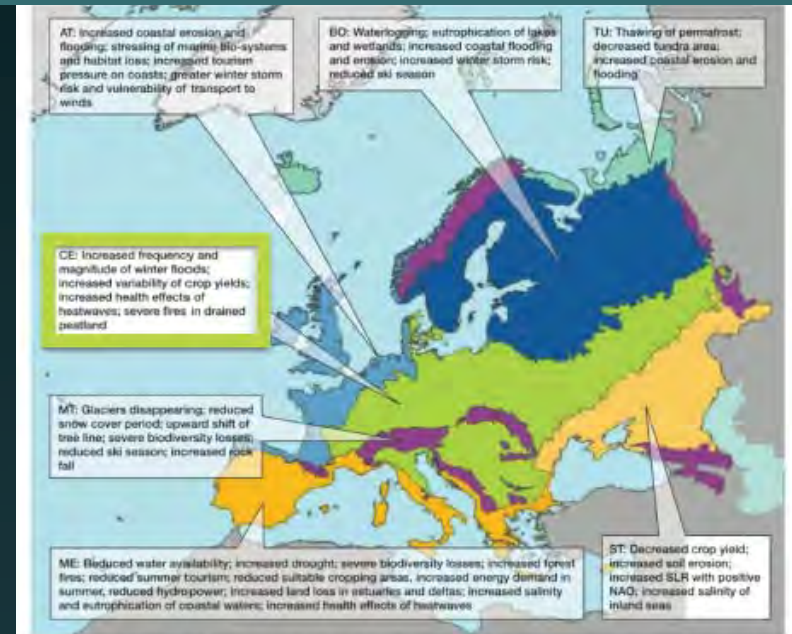 AT: Increased coastal erosion and
flooding; stressing of marine bio-systems
and habitat loss; increased tourism
pressure on coasts; greater winter storm
risk and vulnerability of transport to
winds
BO: Waterlogging; eutrophication of lakes
and wetlands; increased coastal flooding
and erosion; increased winter storm risk;
reduced ski season
TU: Thawing of permafrost;
decreased tundra area;
increased coastal erosion and
flooding
CE: Increased frequency and
magnitude of winter floods;
increased variability of crop yields;
increased health effects of
heatwaves; severe fires in drained
peatland
MT: Glaciers disappearing; reduced
snow cover period; upward shift of
tree line; severe biodiversity losses;
reduced ski season; increased rock
fall
ME: Reduced water availability; increased drought; severe biodiversity losses; increased forest
fires; reduced summer tourism; reduced suitable cropping areas, increased energy demand in
summer, reduced hydropower; increased land loss in estuaries and deltas; increased salinity
and eutrophication of coastal waters; increased health effects of heatwaves
ST: Decreased crop yield;
increased soil erosion;
increased SLR with positive
NAO; increased salinity of
inland seas